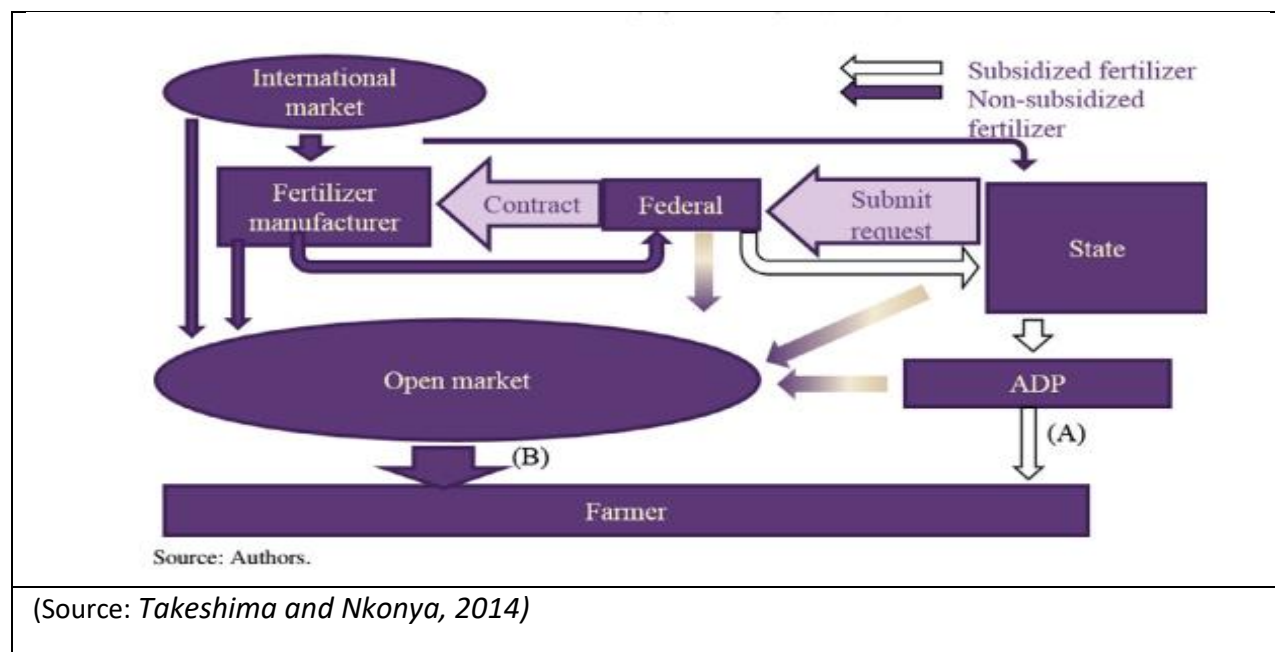 International
market
Subsidized fertilizer
Non-subsidized
fertilizer
Fertilizer
manufacturer
Contract
Federal
Submit
request
State
Open market
ADP
(A)
(B)
Farmer
Source: Authors.
(Source: Takeshima and Nkonya, 2014)